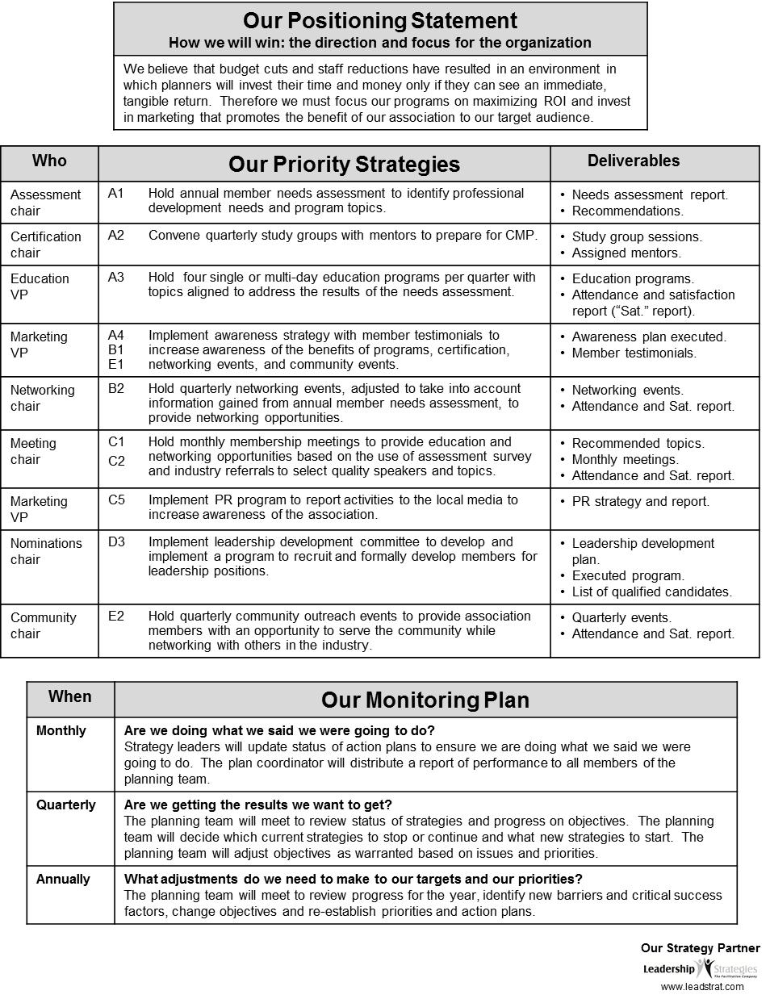 Our Positioning Statement
How we will win: the direction and focus for the organization
We believe that budget cuts and staff reductions have resulted in an environment in
which planners will invest their time and money only if they can see an immediate,
tangible return.  Therefore we must focus our programs on maximizing ROI and invest
in marketing that promotes the benefit of our association to our target audience.
Who
Our Priority Strategies
Deliverables
Assessment
chair
A1
Hold annual member needs assessment to identify professional
development needs and program topics.
• Needs assessment report.
• Recommendations.
Certification
chair
A2
Convene quarterly study groups with mentors to prepare for CMP.
• Study group sessions.
• Assigned mentors.
Education
VP
A3
Hold four single or multi-day education programs per quarter with
topics aligned to address the results of the needs assessment.
• Education programs.
• Attendance and satisfaction
report (“Sat.” report).
Marketing
VP
A4
B1
E1
Implement awareness strategy with member testimonials to
increase awareness of the benefits of programs, certification,
networking events, and community events.
• Awareness plan executed.
• Member testimonials.
Networking
chair
B2
Hold quarterly networking events, adjusted to take into account
information gained from annual member needs assessment, to
provide networking opportunities.
• Networking events.
• Attendance and Sat. report.
Meeting
chair
C1
C2
Hold monthly membership meetings to provide education and
networking opportunities based on the use of assessment survey
and industry referrals to select quality speakers and topics.
• Recommended topics.
• Monthly meetings.
• Attendance and Sat. report.
Marketing
VP
C5
Implement PR program to report activities to the local media to
increase awareness of the association.
• PR strategy and report.
Nominations
chair
D3
Implement leadership development committee to develop and
implement a program to recruit and formally develop members for
leadership positions.
• Leadership development
plan.
• Executed program.
• List of qualified candidates.
Community
chair
E2
Hold quarterly community outreach events to provide association
members with an opportunity to serve the community while
networking with others in the industry.
• Quarterly events.
• Attendance and Sat. report.
When
Our Monitoring Plan
Monthly
Are we doing what we said we were going to do?
Strategy leaders will update status of action plans to ensure we are doing what we said we were
going to do.  The plan coordinator will distribute a report of performance to all members of the
planning team.
Quarterly
Are we getting the results we want to get?
The planning team will meet to review status of strategies and progress on objectives.  The planning
team will decide which current strategies to stop or continue and what new strategies to start.  The
planning team will adjust objectives as warranted based on issues and priorities.
Annually
What adjustments do we need to make to our targets and our priorities?
The planning team will meet to review progress for the year, identify new barriers and critical success
factors, change objectives and re-establish priorities and action plans.
Our Strategy Partner
Leadership Strategies
The Facilitation Company
www.leadstrat.com